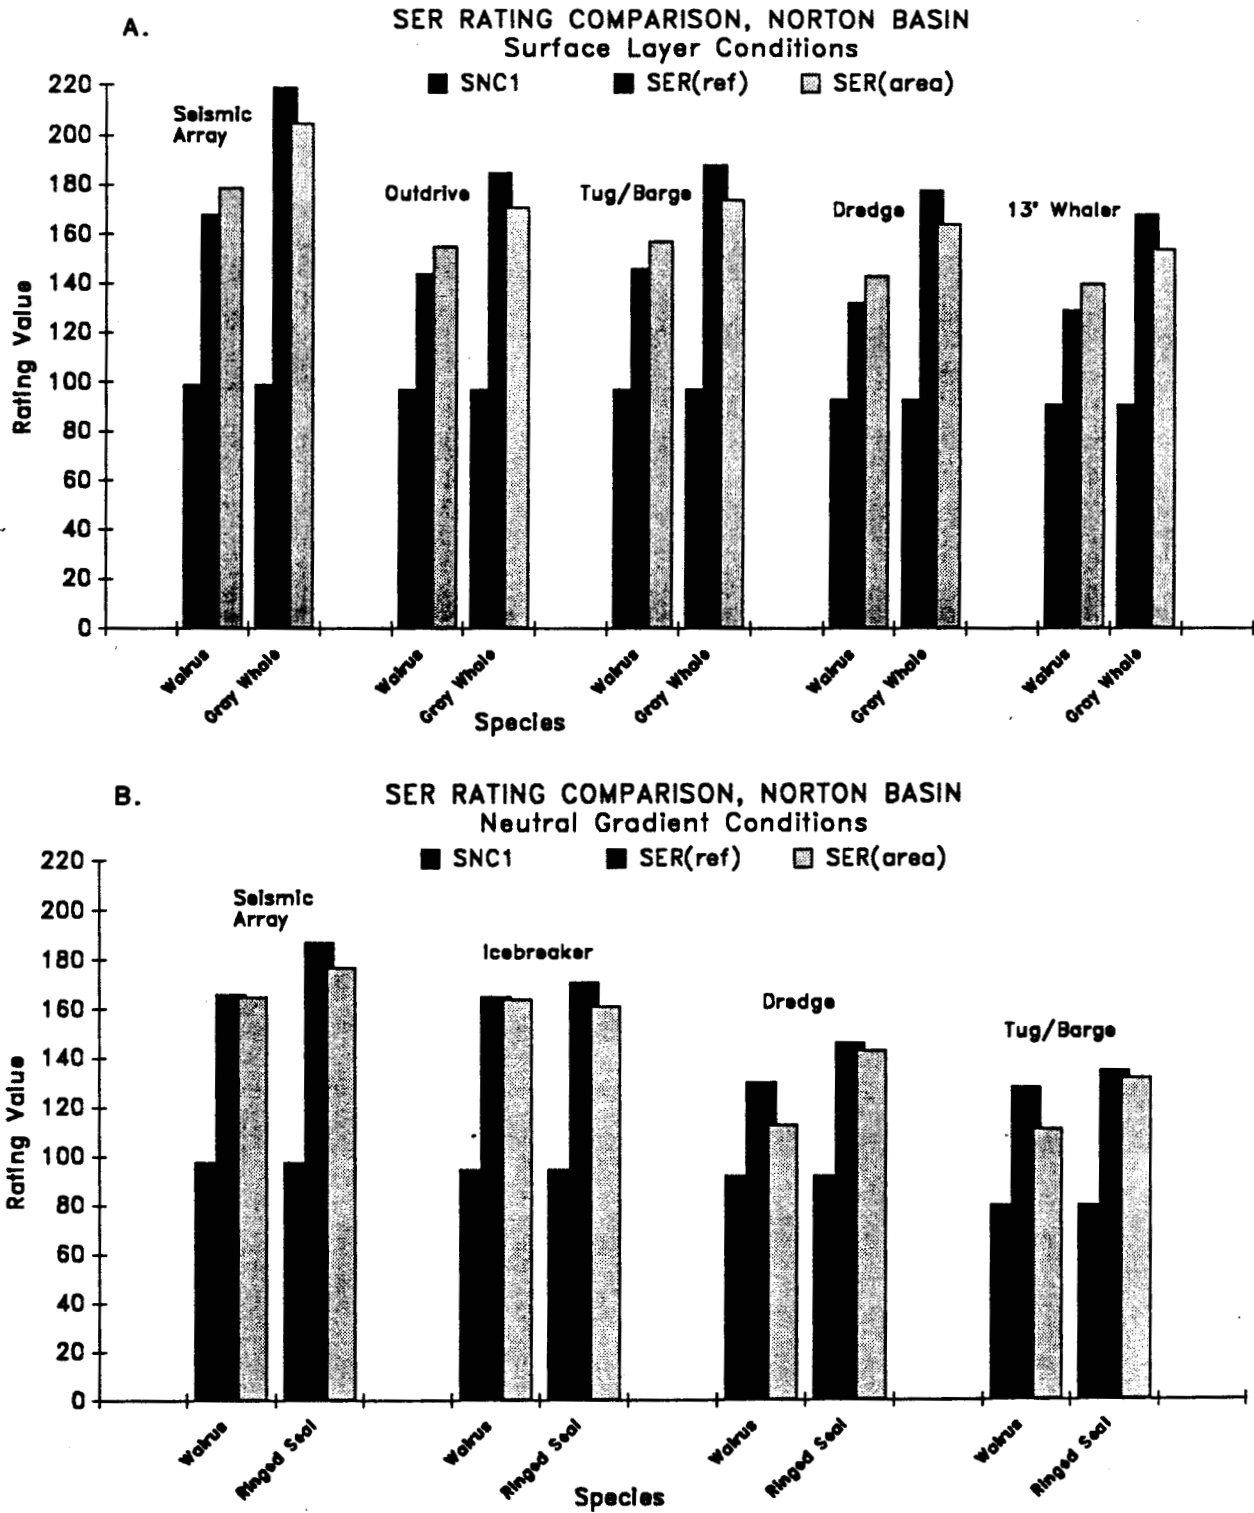 A.
SER RATING COMPARISON, NORTON BASIN
Surface Layer Conditions
SNC1 SER(ref) SER(area)
220
200
180
160
140
120
100
80
60
40
20
0
Rating Value
Seismic
Array
Outdrive
Tug/Barge
Dredge
13' Whaler
Walrus Gray Whale Walrus Gray Whale Walrus Gray Whale Walrus Gray Whale Walrus Gray Whale
Species
B.
SER RATING COMPARISON, NORTON BASIN
Neutral Gradient Conditions
SNC1 SER(ref) SER(area)
220
200
180
160
140
120
100
80
60
40
20
0
Rating Value
Seismic
Array
Icebreaker
Dredge
Tug/Barge
Walrus Ringed Seal Walrus Ringed Seal Walrus Ringed Seal Walrus Ringed Seal
Species